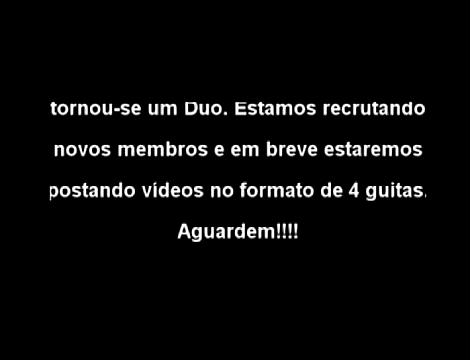 tornou-se um Duo. Estamos recrutando
novos membros e em breve estaremos
postando vídeos no formato de 4 guitas.
Aguardem!!!!